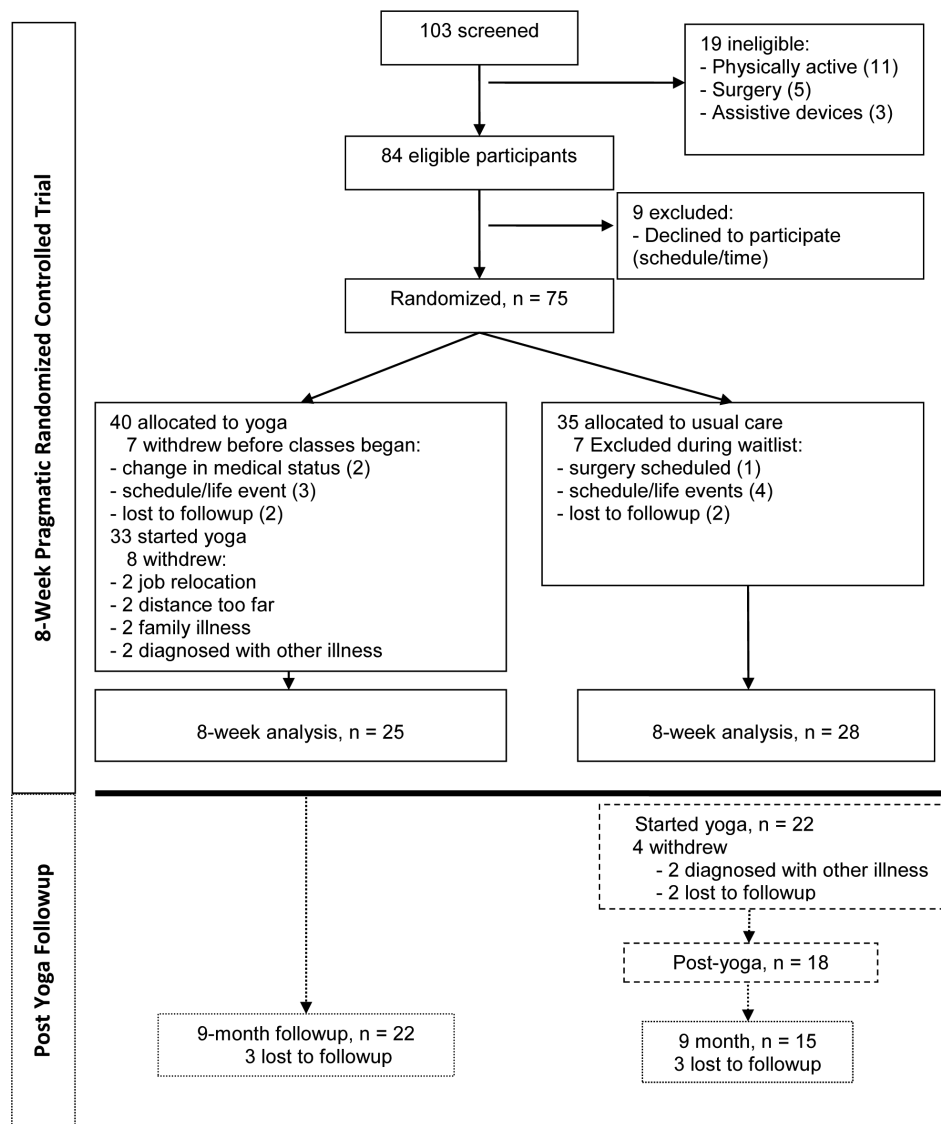 8-Week Pragmatic Randomized Controlled Trial
103 screened
19 ineligible:
- Physically active (11)
- Surgery (5)
- Assistive devices (3)
84 eligible participants
9 excluded:
- Declined to participate
(schedule/time)
Randomized, n = 75
40 allocated to yoga
7 withdrew before classes began:
- change in medical status (2)
- schedule/life event (3)
- lost to followup (2)
33 started yoga
8 withdrew:
- 2 job relocation
- 2 distance too far
- 2 family illness
- 2 diagnosed with other illness
35 allocated to usual care
7 Excluded during waitlist:
- surgery scheduled (1)
- schedule/life events (4)
- lost to followup (2)
8-week analysis, n = 25
8-week analysis, n = 28
Post Yoga Followup
Started yoga, n = 22
4 withdrew
- 2 diagnosed with other illness
- 2 lost to followup
Post-yoga, n = 18
9-month followup, n = 22
3 lost to followup
9 month, n = 15
3 lost to followup